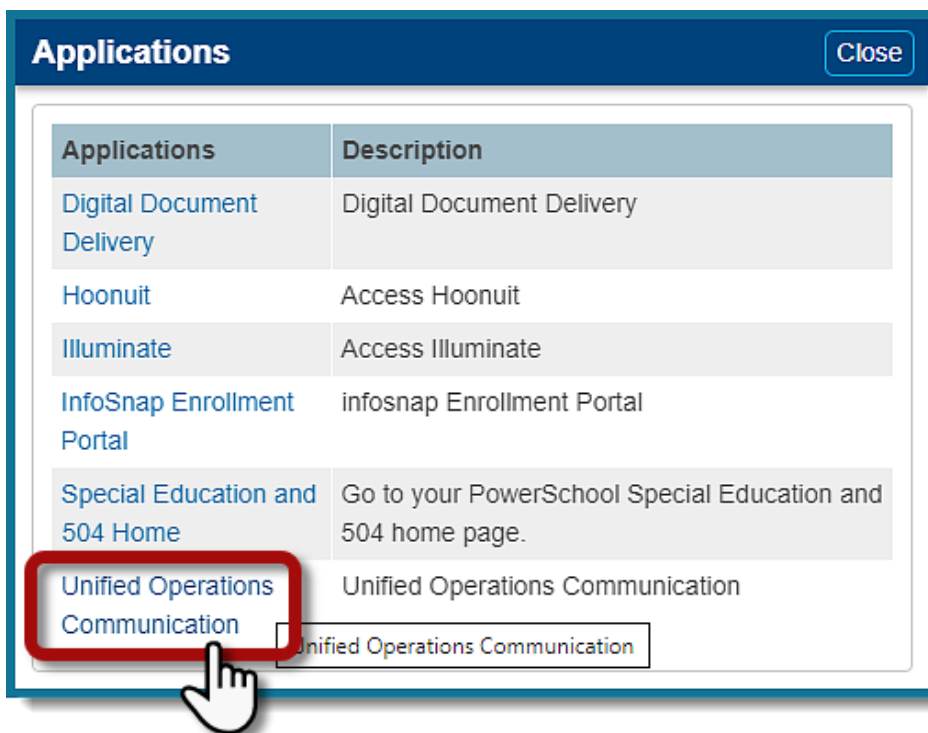 Applications
Close
Applications
Description
Digital Document
Delivery
Digital Document Delivery
Hoonuit
Access Hoonuit
Illuminate
Access Illuminate
InfoSnap Enrollment
Portal
infosnap Enrollment Portal
Special Education and
504 Home
Go to your PowerSchool Special Education and
504 home page.
Unified Operations
Communication
Unified Operations Communication
Unified Operations Communication